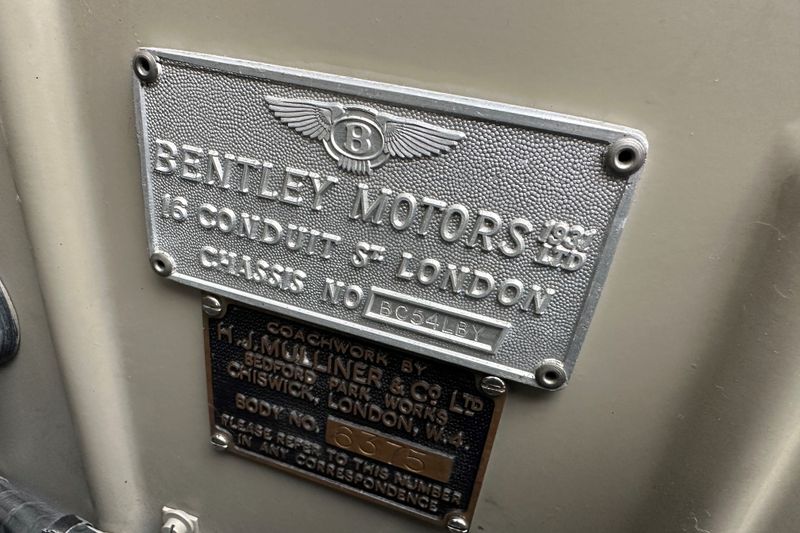 B
BENTLEY MOTORS 1931 LTD
16 CONDUIT ST. LONDON
CHASSIS NO BC54LBY
COACHWORK BY
H.J. MULLINER & CO. LTD
BEDFORD PARK WORKS
CHISWICK, LONDON, W.4.
BODY NO. 6375
PLEASE REFER TO THIS NUMBER
IN ANY CORRESPONDENCE